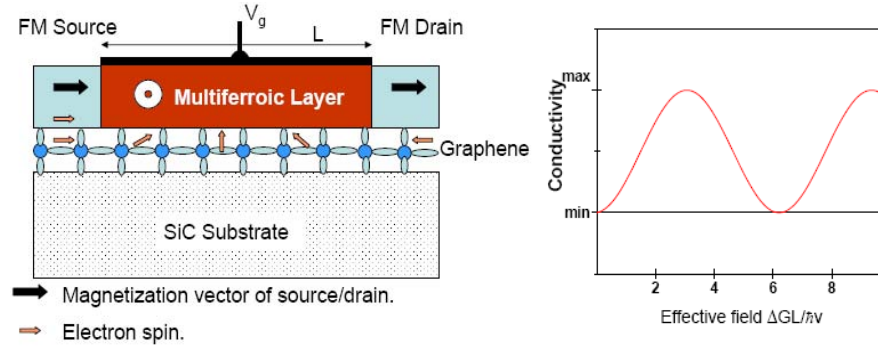 V_g
FM Source
L
FM Drain
Multiferroic Layer
Graphene
SiC Substrate
Magnetization vector of source/drain.
Electron spin.
Conductivity
max
min
2
4
6
8
Effective field ΔGL/ℏv